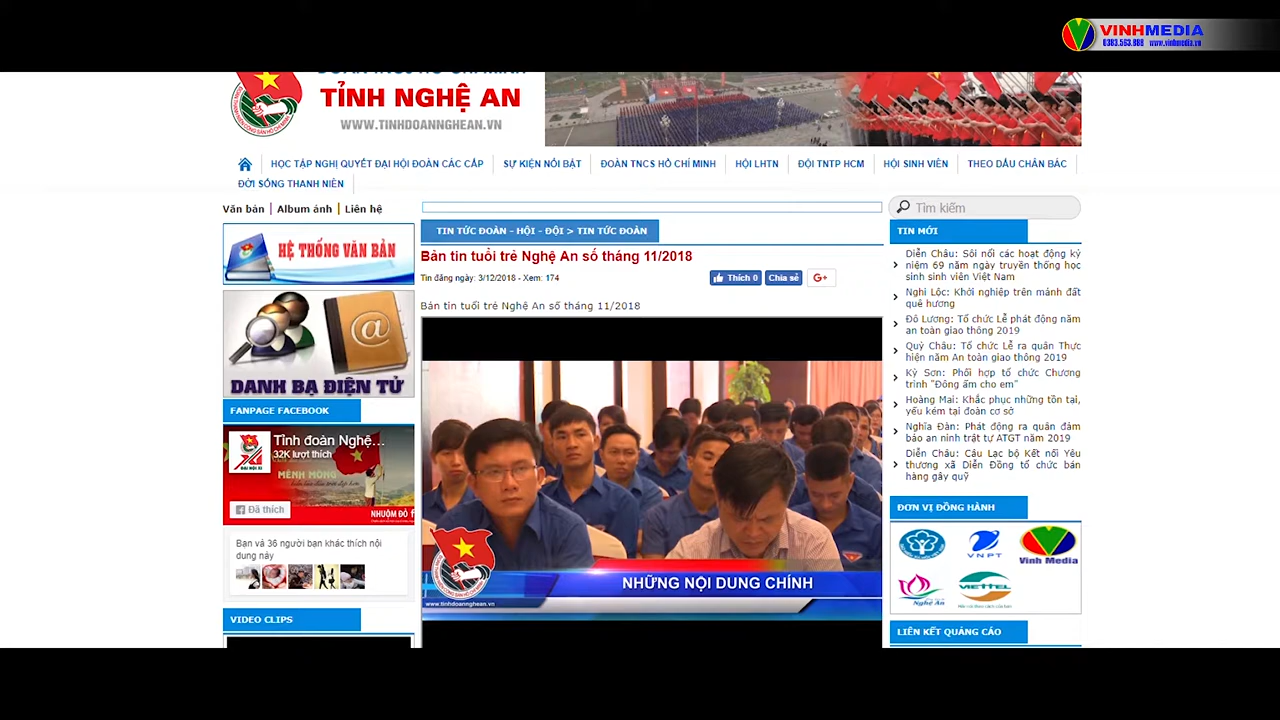 VINHMEDIA
0383.563.888 www.vinhmedia.vn
TỈNH NGHỆ AN
WWW.TINHDOANNGHEAN.VN
HỌC TẬP NGHỊ QUYẾT ĐẠI HỘI ĐOÀN CÁC CẤP
SỰ KIỆN NỔI BẬT
ĐOÀN TNCS HỒ CHÍ MINH
HỘI LHTN
ĐỘI TNTP HCM
HỘI SINH VIÊN
THEO DẤU CHÂN BÁC
ĐỜI SỐNG THANH NIÊN
Văn bản | Album ảnh | Liên hệ
Tìm kiếm
HỆ THỐNG VĂN BẢN
DANH BẠ ĐIỆN TỬ
FANPAGE FACEBOOK
Tỉnh đoàn Nghệ...
32K lượt thích
MÊNH MÔNG
Đã thích
NHUỘM ĐỎ
Bạn và 36 người bạn khác thích nội
dung này
VIDEO CLIPS
TIN TỨC ĐOÀN - HỘI - ĐỘI > TIN TỨC ĐOÀN
Bản tin tuổi trẻ Nghệ An số tháng 11/2018
Tin đăng ngày: 3/12/2018 - Xem: 174
Thích 0
Chia sẻ
G+
Bản tin tuổi trẻ Nghệ An số tháng 11/2018
NHỮNG NỘI DUNG CHÍNH
www.tinhdoannghean.vn
TIN MỚI
Diễn Châu: Sôi nổi các hoạt động kỷ
niệm 69 năm ngày truyền thống học
sinh sinh viên Việt Nam
Nghi Lộc: Khởi nghiệp trên mảnh đất
quê hương
Đô Lương: Tổ chức Lễ phát động năm
an toàn giao thông 2019
Quỳ Châu: Tổ chức Lễ ra quân Thực
hiện năm An toàn giao thông 2019
Kỳ Sơn: Phối hợp tổ chức Chương
trình "Đông ấm cho em"
Hoàng Mai: Khắc phục những tồn tại,
yếu kém tại đoàn cơ sở
Nghĩa Đàn: Phát động ra quân đảm
bảo an ninh trật tự ATGT năm 2019
Diễn Châu: Câu Lạc bộ Kết nối Yêu
thương xã Diễn Đồng tổ chức bán
hàng gây quỹ
ĐƠN VỊ ĐỒNG HÀNH
VNPT
Vinh Media
Nghệ An
VIETTEL
LIÊN KẾT QUẢNG CÁO